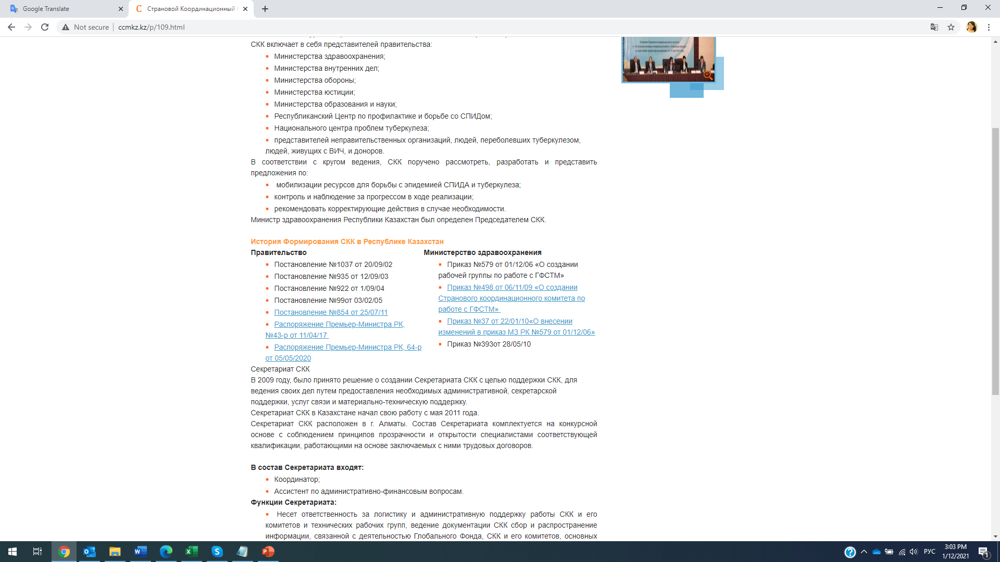 Google Translate
Страновой Координационный
Not secure
ccmkz.kz/p/109.html
СКК включает в себя представителей правительства:
Министерства здравоохранения;
Министерства внутренних дел;
Министерства обороны;
Министерства юстиции;
Министерства образования и науки;
Республиканский Центр по профилактике и борьбе со СПИДом;
Национального центра проблем туберкулеза;
представителей неправительственных организаций, людей, переболевших туберкулезом,
людей, живущих с ВИЧ, и доноров.
В соответствии с кругом ведения, СКК поручено рассмотреть, разработать и представить
предложения по:
мобилизации ресурсов для борьбы с эпидемией СПИДА и туберкулеза;
контроль и наблюдение за прогрессом в ходе реализации;
рекомендовать корректирующие действия в случае необходимости.
Министр здравоохранения Республики Казахстан был определен Председателем СКК.
История Формирования СКК в Республике Казахстан
Правительство
Постановление №1037 от 20/09/02
Постановление №935 от 12/09/03
Постановление №922 от 1/09/04
Постановление №99от 03/02/05
Постановление №854 от 25/07/11
Распоряжение Премьер-Министра РК,
№43-р от 11/04/17
Распоряжение Премьер-Министра РК, 64-р
от 05/05/2020
Министерство здравоохранения
Приказ №579 от 01/12/06 «О создании
рабочей группы по работе с ГФСТМ»
Приказ №498 от 06/11/09 «О создании
Странового координационного комитета по
работе с ГФСТМ»
Приказ №37 от 22/01/10«О внесении
изменений в приказ МЗ РК №579 от 01/12/06»
Приказ №393от 28/05/10
Секретариат СКК
В 2009 году, было принято решение о создании Секретариата СКК с целью поддержки СКК, для
ведения своих дел путем предоставления необходимых административной, секретарской
поддержки, услуг связи и материально-техническую поддержку.
Секретариат СКК в Казахстане начал свою работу с мая 2011 года.
Секретариат СКК расположен в г. Алматы. Состав Секретариата комплектуется на конкурсной
основе с соблюдением принципов прозрачности и открытости специалистами соответствующей
квалификации, работающими на основе заключаемых с ними трудовых договоров.
В состав Секретариата входят:
Координатор;
Ассистент по административно-финансовым вопросам.
Функции Секретариата:
Несет ответственность за логистику и административную поддержку работы СКК и его
комитетов и технических рабочих групп, ведение документации СКК сбор и распространение
информации, связанной с деятельностью Глобального Фонда, СКК и его комитетов, основных
РУС
3:03 PM
1/12/2021
1